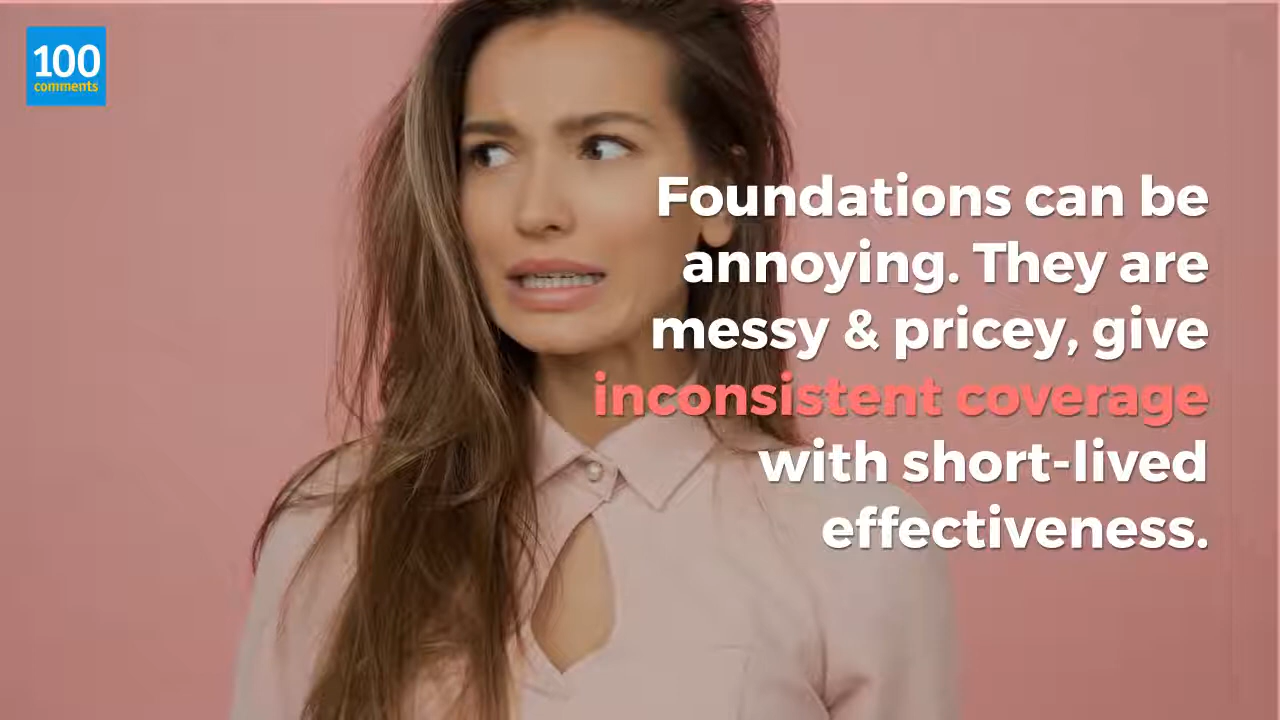 100
comments
Foundations can be
annoying. They are
messy & pricey, give
inconsistent coverage
with short-lived
effectiveness.